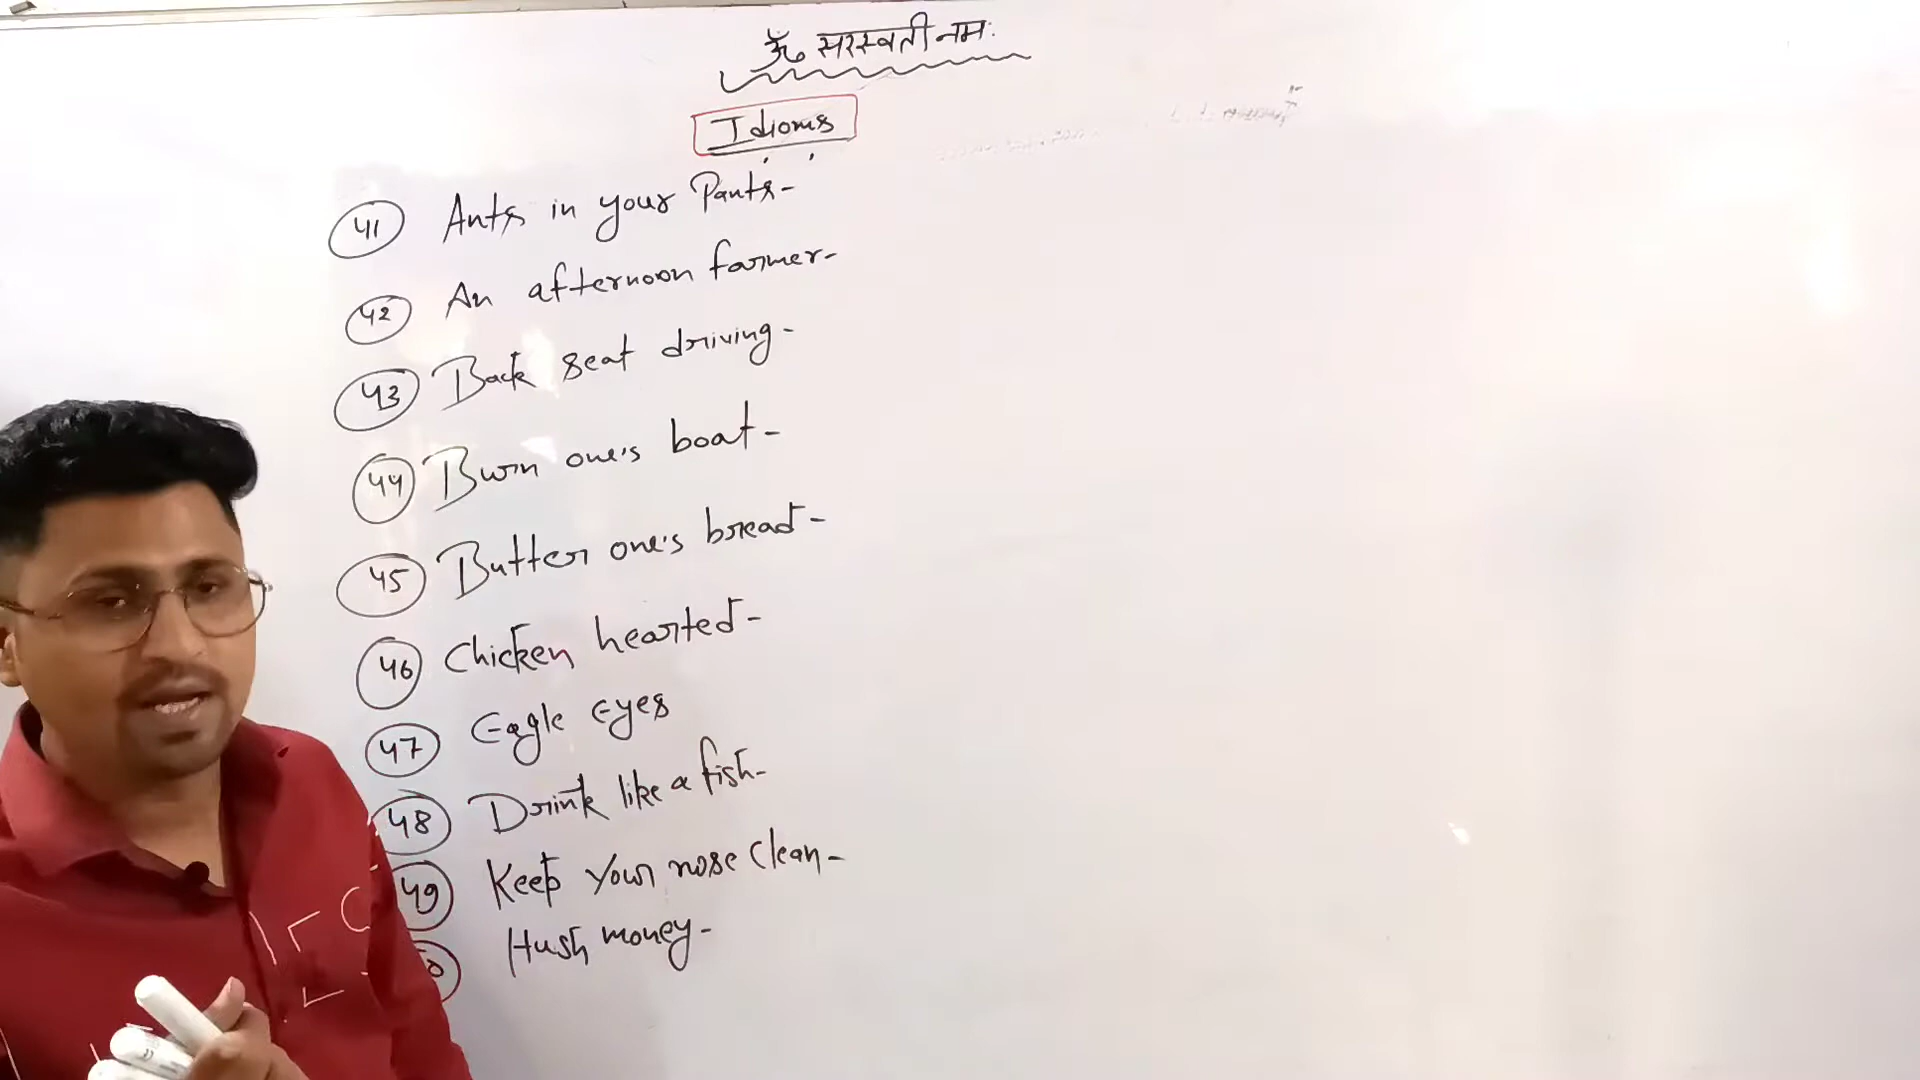 ॐ सरस्वती नमः
Idioms
41 Ants in your Pants-
42 An afternoon farmer-
43 Back seat driving-
44 Burn one's boat-
45 Butter one's bread-
46 Chicken hearted-
47 Eagle Eyes
48 Drink like a fish-
49 Keep Your nose Clean-
Hush money-